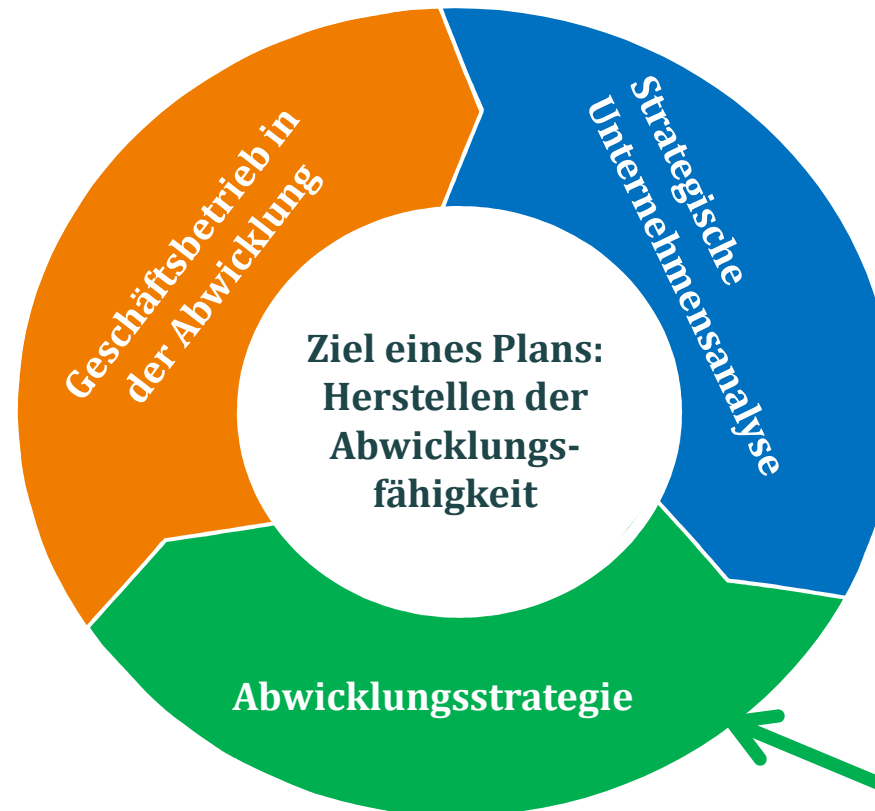 Geschäftsbetrieb in
der Abwicklung
Strategische
Unternehmensanalyse
Ziel eines Plans:
Herstellen der
Abwicklungs-
fähigkeit
Abwicklungsstrategie